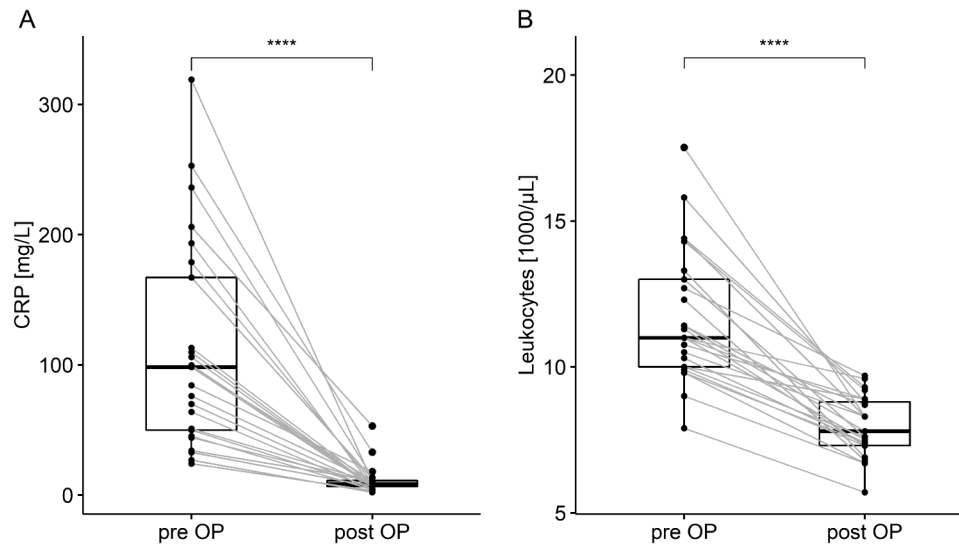 A
****
CRP [mg/L]
300
200
100
0
pre OP
post OP
B
****
Leukocytes [1000/μL]
20
15
10
5
pre OP
post OP